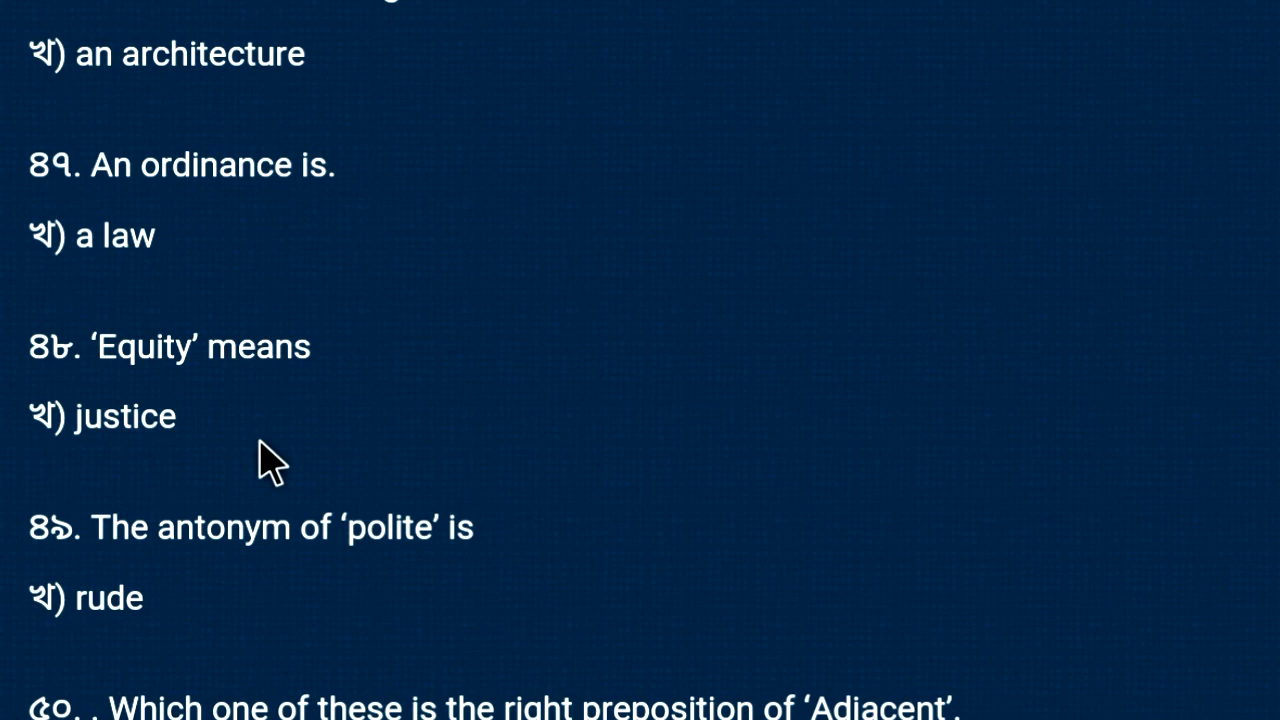 খ) an architecture
৪৭. An ordinance is.
খ) a law
৪৮. ‘Equity’ means
খ) justice
৪৯. The antonym of ‘polite’ is
খ) rude
৫০. . Which one of these is the right preposition of ‘Adjacent’.